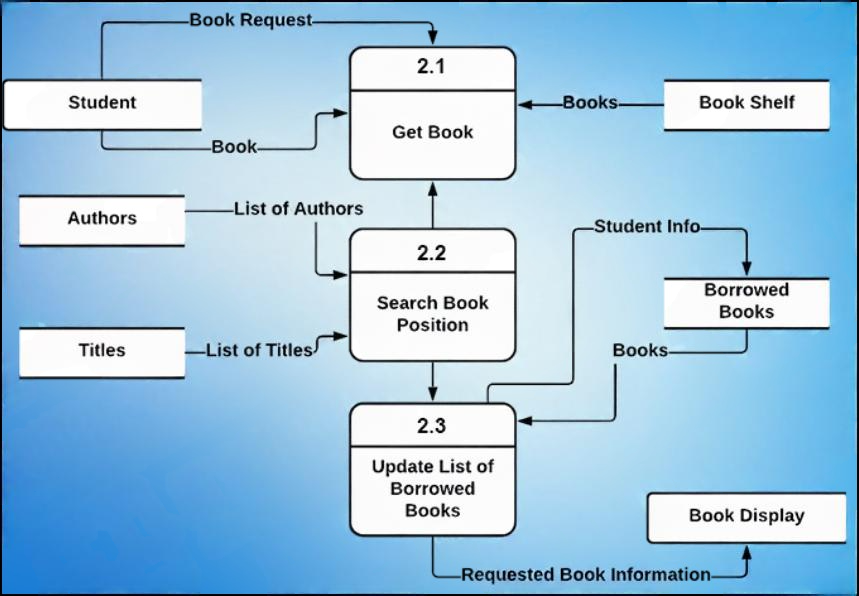 Book Request
2.1
Student
Get Book
Books
Book Shelf
Book
Authors
List of Authors
2.2
Search Book
Position
Student Info
Borrowed
Books
Titles
List of Titles
Books
2.3
Update List of
Borrowed
Books
Book Display
Requested Book Information